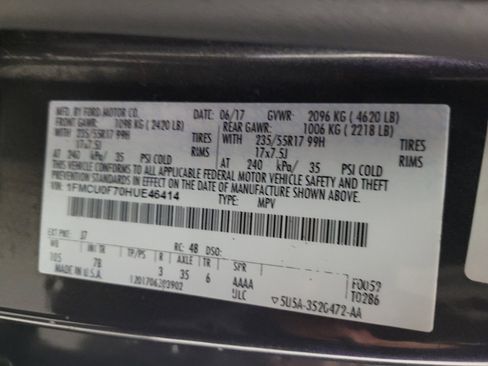 MFD. BY FORD MOTOR CO. DATE: 06/17 GVWR: 2096 KG ( 4620 LB)
FRONT GAWR: 1098 KG ( 2420 LB) REAR GAWR: 1006 KG ( 2218 LB)
WITH 235/55R17 99H TIRES WITH 235/55R17 99H TIRES
17x7.5J RIMS 17x7.5J RIMS
AT 240 kPa/ 35 PSI COLD AT 240 kPa/ 35 PSI COLD
THIS VEHICLE CONFORMS TO ALL APPLICABLE FEDERAL MOTOR VEHICLE SAFETY AND THEFT
PREVENTION STANDARDS IN EFFECT ON THE DATE OF MANUFACTURE SHOWN ABOVE.
VIN: 1FMCU0F70HUE46414 TYPE: MPV
EXT PNT: J7 RC: 48 DSO:
WB INT TR TP/PS R AXLE TR SPR
105 7B 3 35 6 AAAA F0059
MADE IN U.S.A. ULC T0286
▽5U5A-3520472-AA